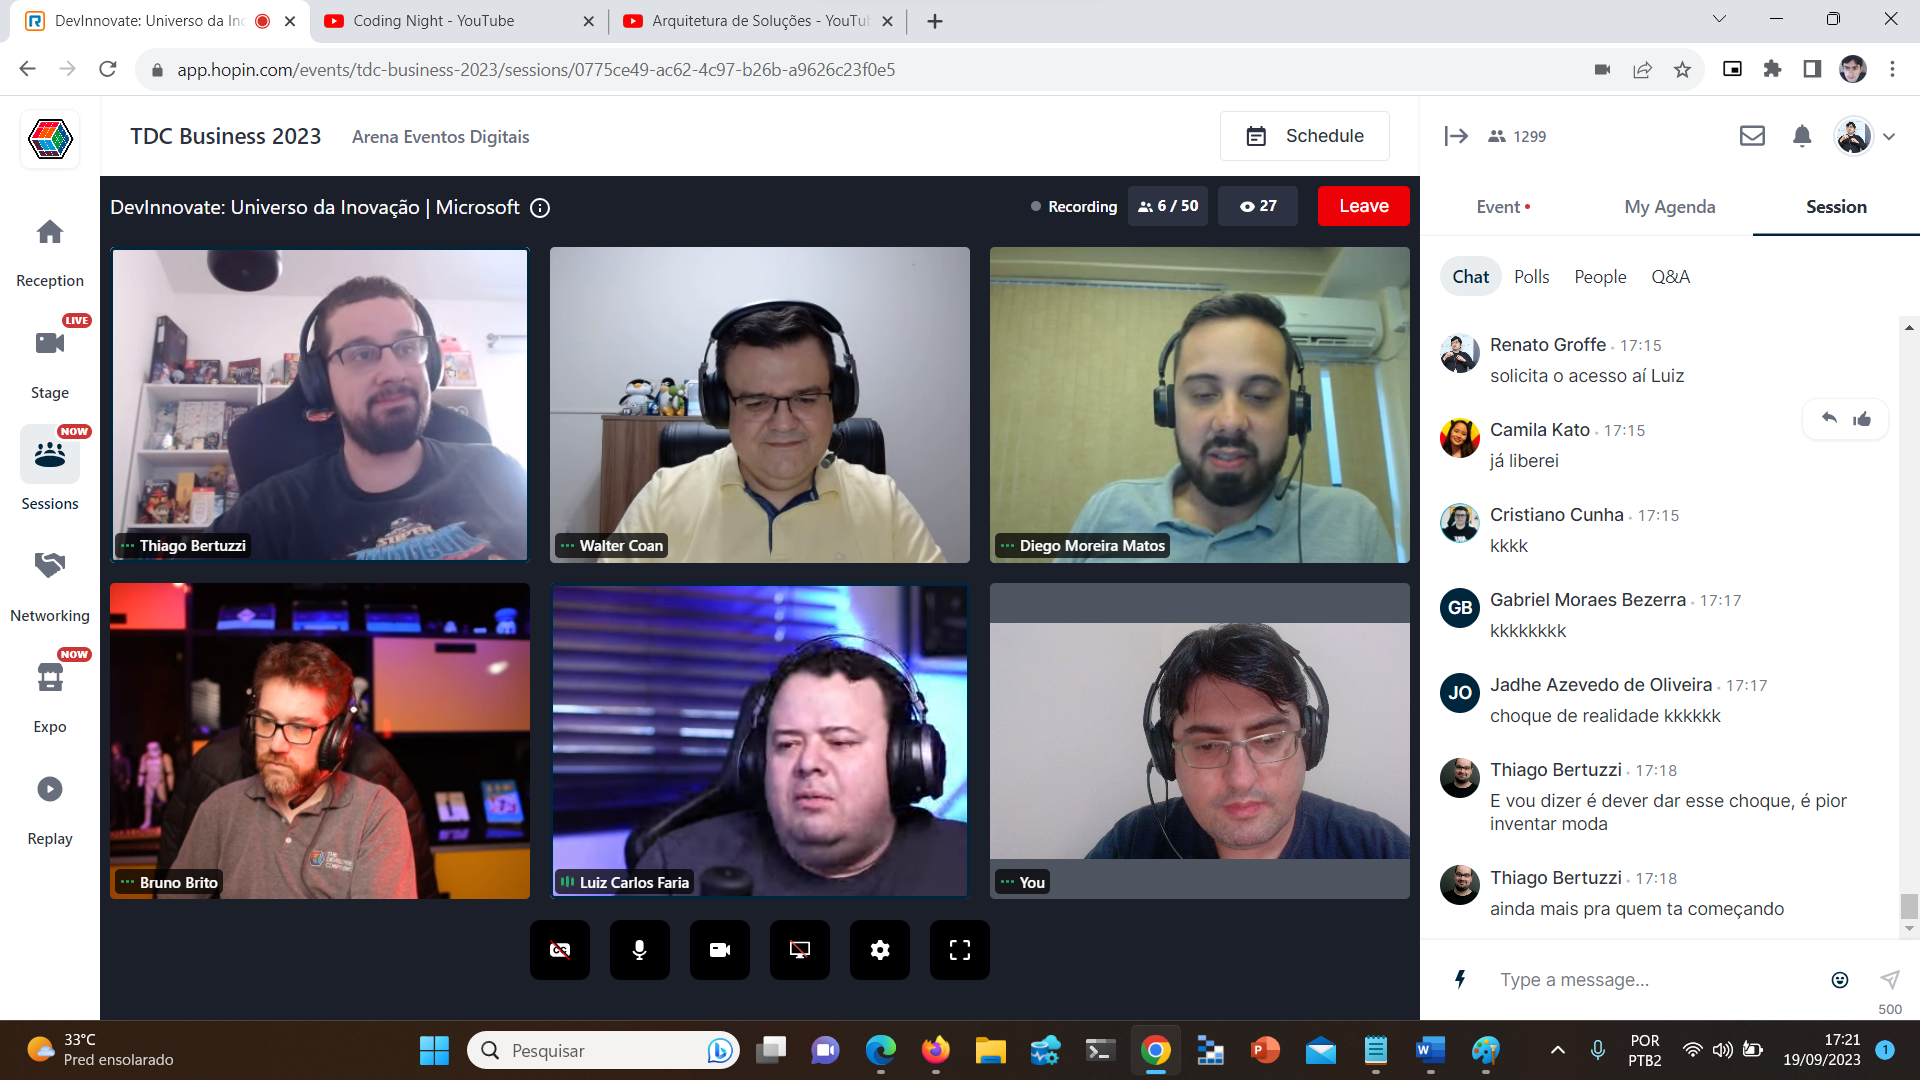 DevInnovate: Universo da In
Coding Night - YouTube
Arquitetura de Soluções - YouTu
app.hopin.com/events/tdc-business-2023/sessions/0775ce49-ac62-4c97-b26b-a9626c23f0e5
TDC Business 2023
Arena Eventos Digitais
Schedule
1299
DevInnovate: Universo da Inovação | Microsoft
Recording
6 / 50
27
Leave
Event
My Agenda
Session
Reception
LIVE
Stage
NOW
Sessions
Networking
NOW
Expo
Replay
Thiago Bertuzzi
Walter Coan
Diego Moreira Matos
Bruno Brito
Luiz Carlos Faria
You
CC
Chat
Polls
People
Q&A
Renato Groffe 17:15
solicita o acesso aí Luiz
Camila Kato 17:15
já liberei
Cristiano Cunha 17:15
kkkk
GB
Gabriel Moraes Bezerra 17:17
kkkkkkkk
JO
Jadhe Azevedo de Oliveira 17:17
choque de realidade kkkkkk
Thiago Bertuzzi 17:18
E vou dizer é dever dar esse choque, é pior
inventar moda
Thiago Bertuzzi 17:18
ainda mais pra quem ta começando
Type a message...
500
33°C
Pred ensolarado
Pesquisar
POR
PTB2
17:21
19/09/2023
1